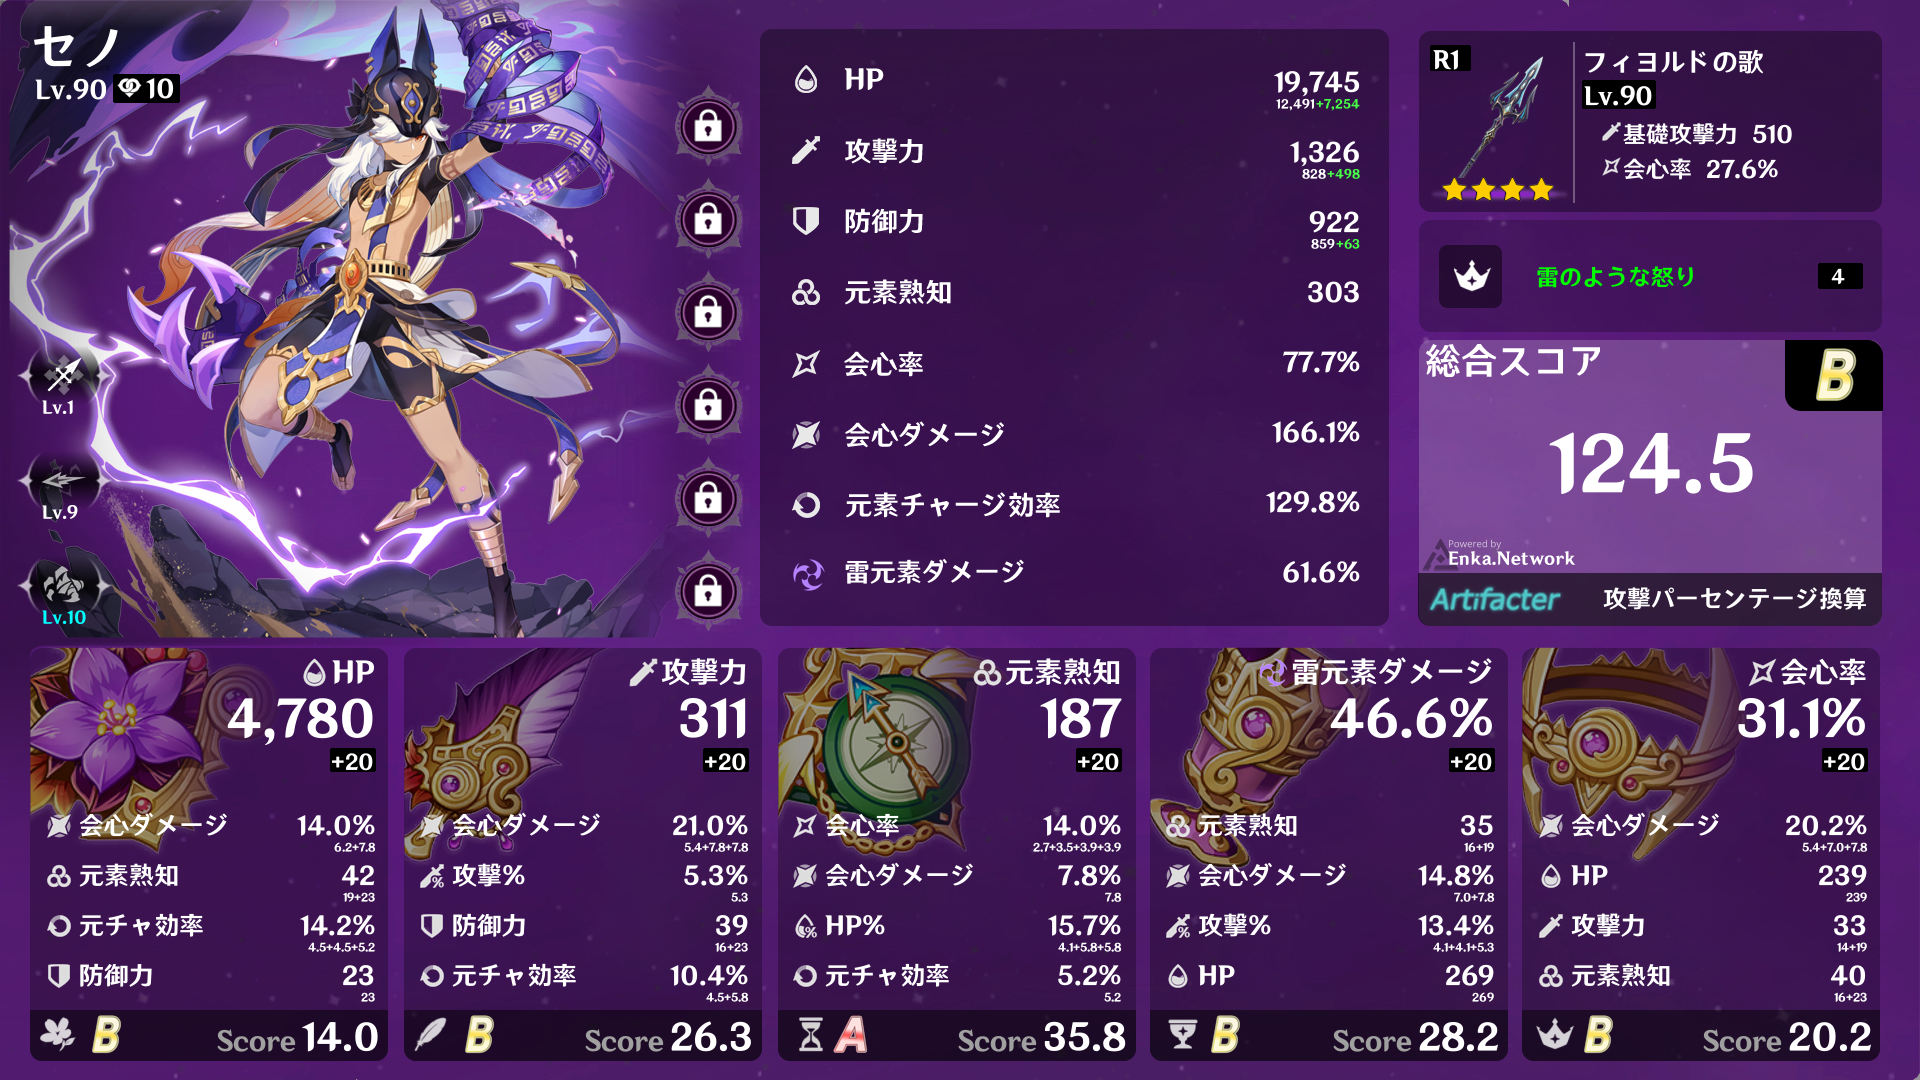 セノ
Lv.90 10
Lv.1
Lv.9
Lv.10
HP 19,745
12,491+7,254
攻撃力 1,326
828+498
防御力 922
859+63
元素熟知 303
会心率 77.7%
会心ダメージ 166.1%
元素チャージ効率 129.8%
雷元素ダメージ 61.6%
R1
フィヨルドの歌
Lv.90
基礎攻撃力 510
会心率 27.6%
雷のような怒り 4
総合スコア B
124.5
Powered by
Enka.Network
Artifacter 攻撃パーセンテージ換算
HP
4,780
+20
会心ダメージ 14.0%
6.2+7.8
元素熟知 42
19+23
元チャ効率 14.2%
4.5+4.5+5.2
防御力 23
23
B Score 14.0
攻撃力
311
+20
会心ダメージ 21.0%
5.4+7.8+7.8
攻撃% 5.3%
5.3
防御力 39
16+23
元チャ効率 10.4%
4.5+5.8
B Score 26.3
元素熟知
187
+20
会心率 14.0%
2.7+3.5+3.9+3.9
会心ダメージ 7.8%
7.8
HP% 15.7%
4.1+5.8+5.8
元チャ効率 5.2%
5.2
A Score 35.8
雷元素ダメージ
46.6%
+20
元素熟知 35
16+19
会心ダメージ 14.8%
7.0+7.8
攻撃% 13.4%
4.1+4.1+5.3
HP 269
269
B Score 28.2
会心率
31.1%
+20
会心ダメージ 20.2%
5.4+7.0+7.8
HP 239
239
攻撃力 33
14+19
元素熟知 40
16+23
B Score 20.2